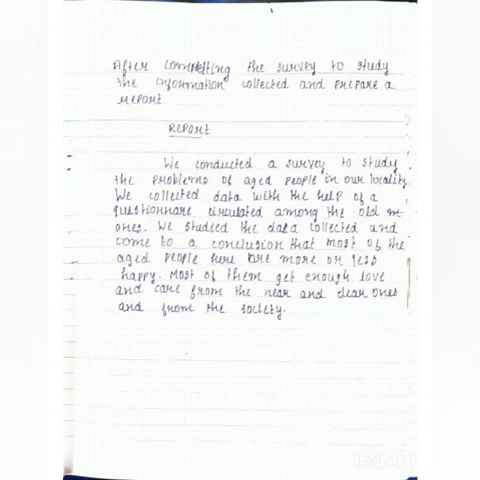 After completing the survey to study
the information collected and prepare a
report.
REPORT
We conducted a survey to study
the problems of aged people in our locality.
We collected data with the help of a
questionnare circulated among the old
ones. We studied the data collected and
come to a conclusion that most of the
aged people here are more or less
happy. Most of them get enough love
and care from the near and dear ones
and from the society.
InShOt